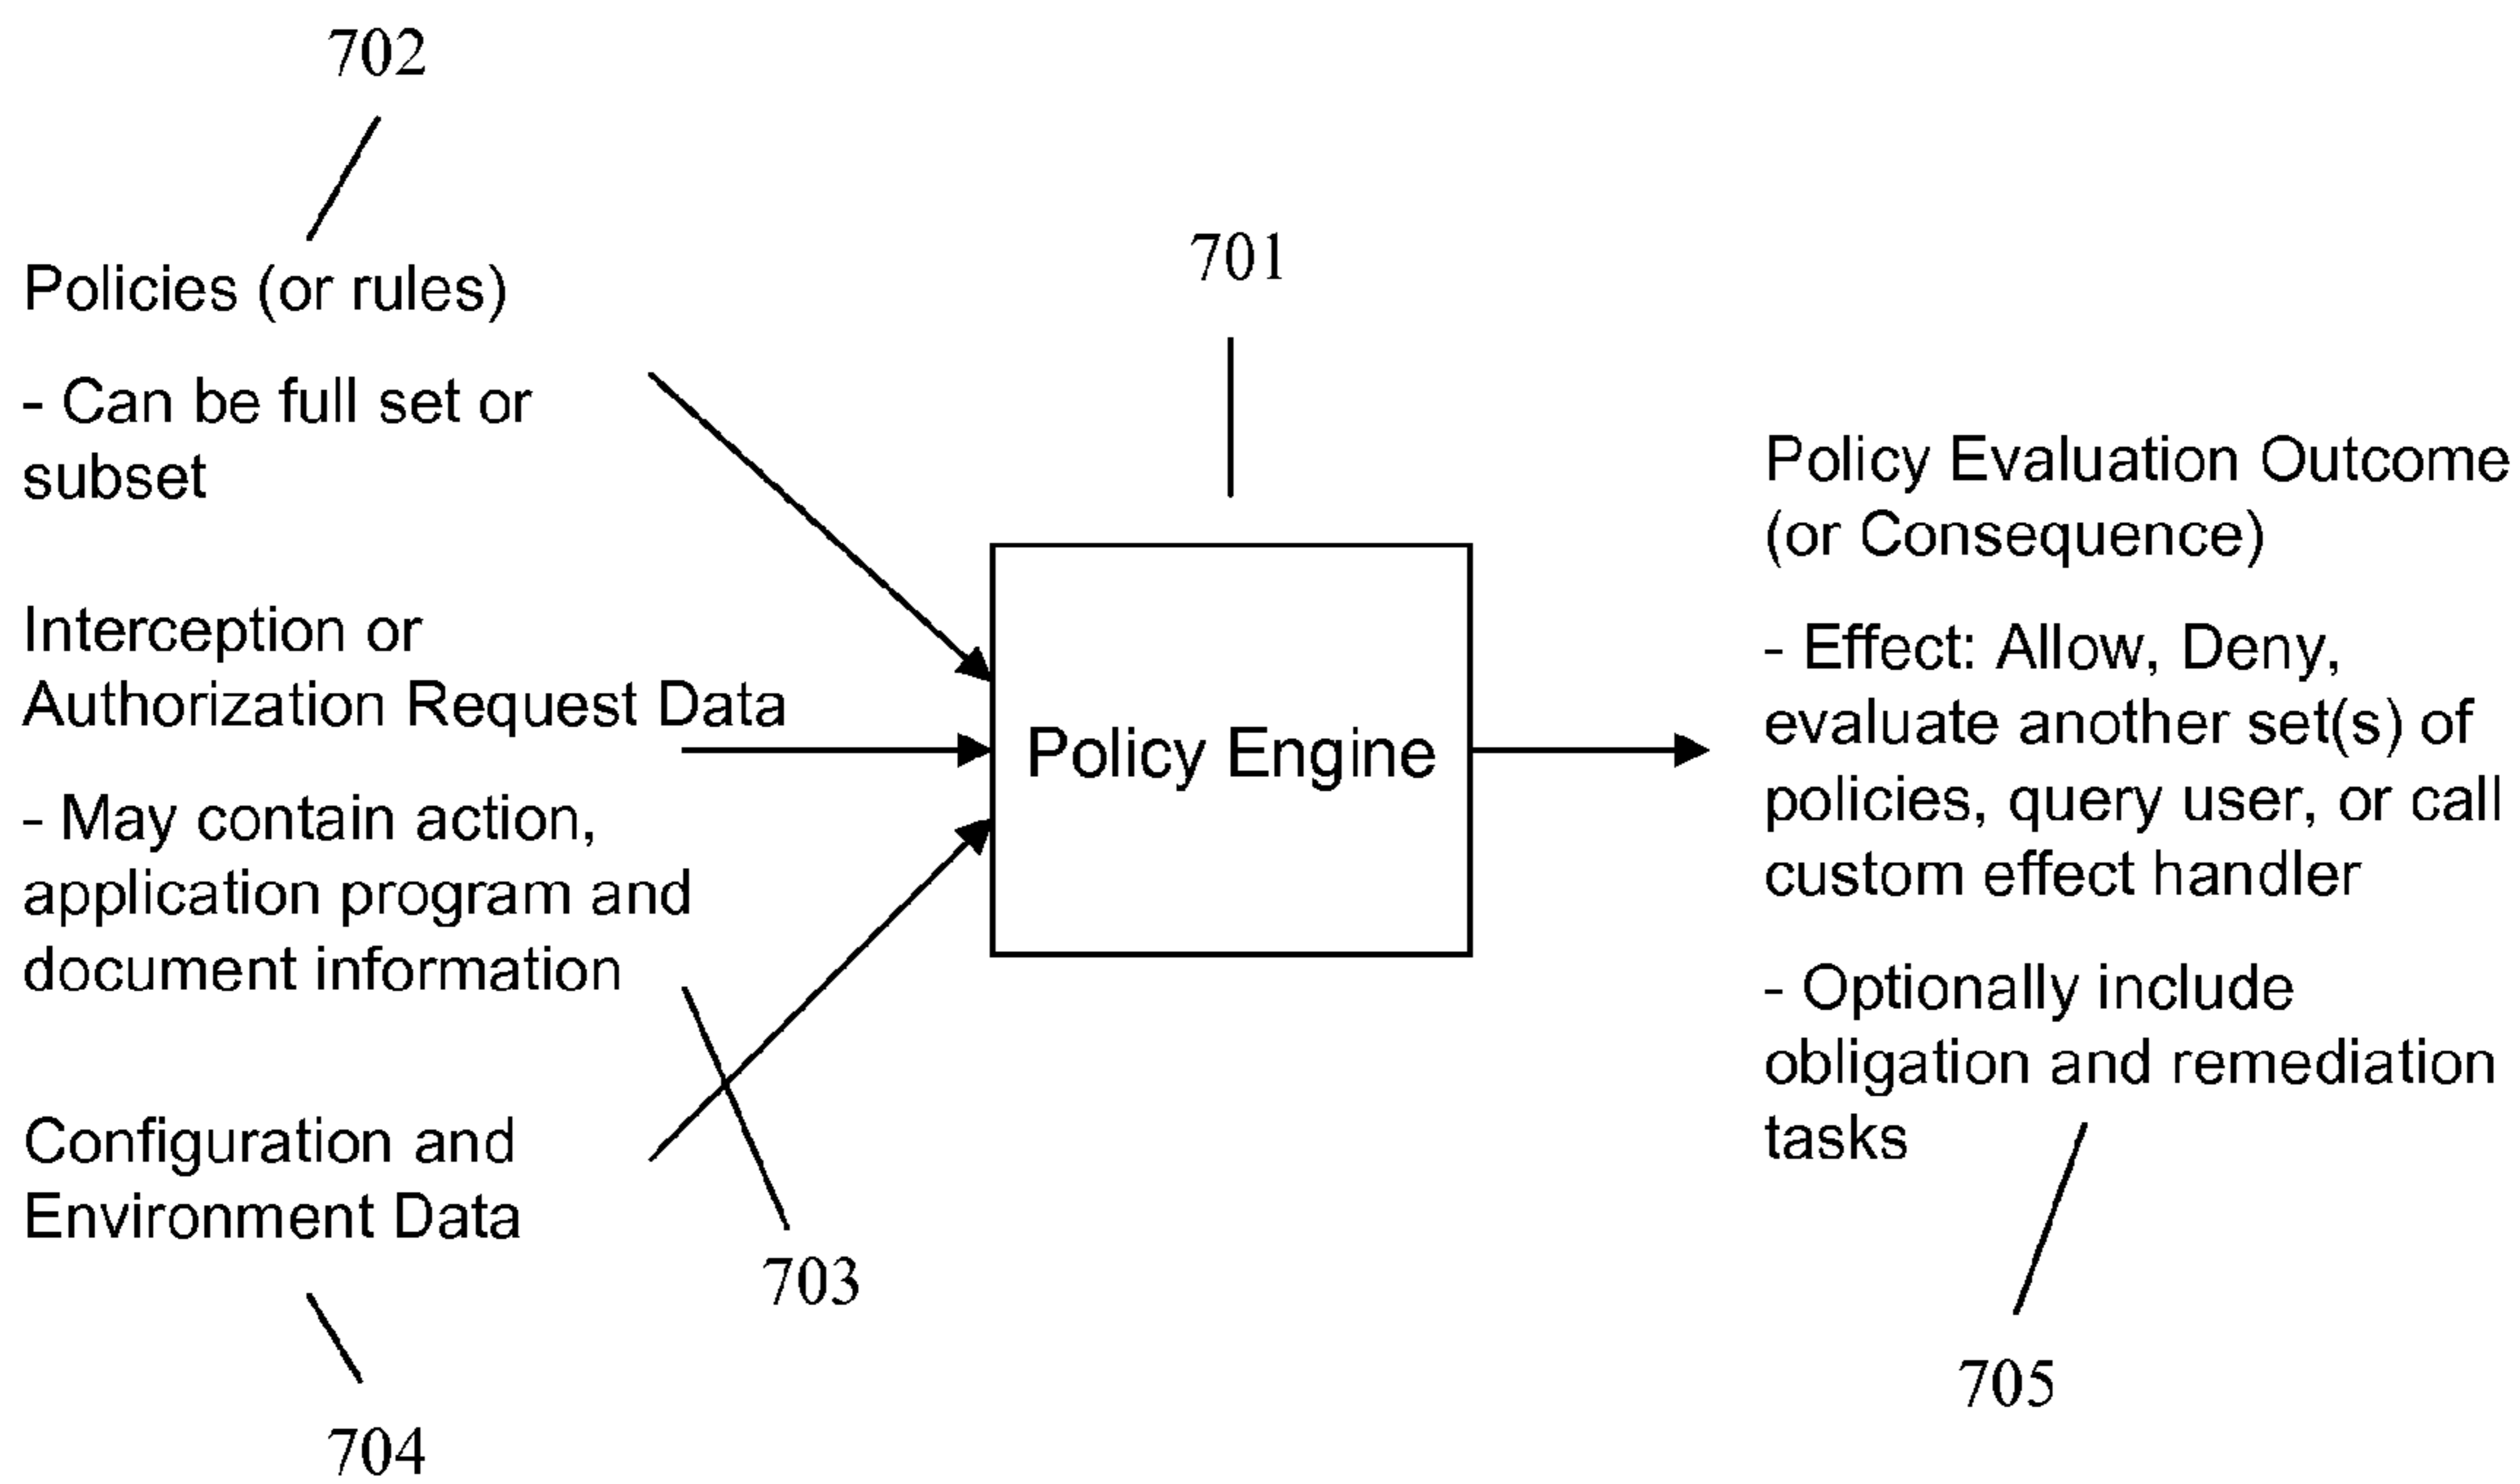 702
Policies (or rules)
- Can be full set or
subset
Interception or
Authorization Request Data
- May contain action,
application program and
document information
703
Configuration and
Environment Data
704
701
Policy Engine
Policy Evaluation Outcome
(or Consequence)
- Effect: Allow, Deny,
evaluate another set(s) of
policies, query user, or call
custom effect handler
- Optionally include
obligation and remediation
tasks
705